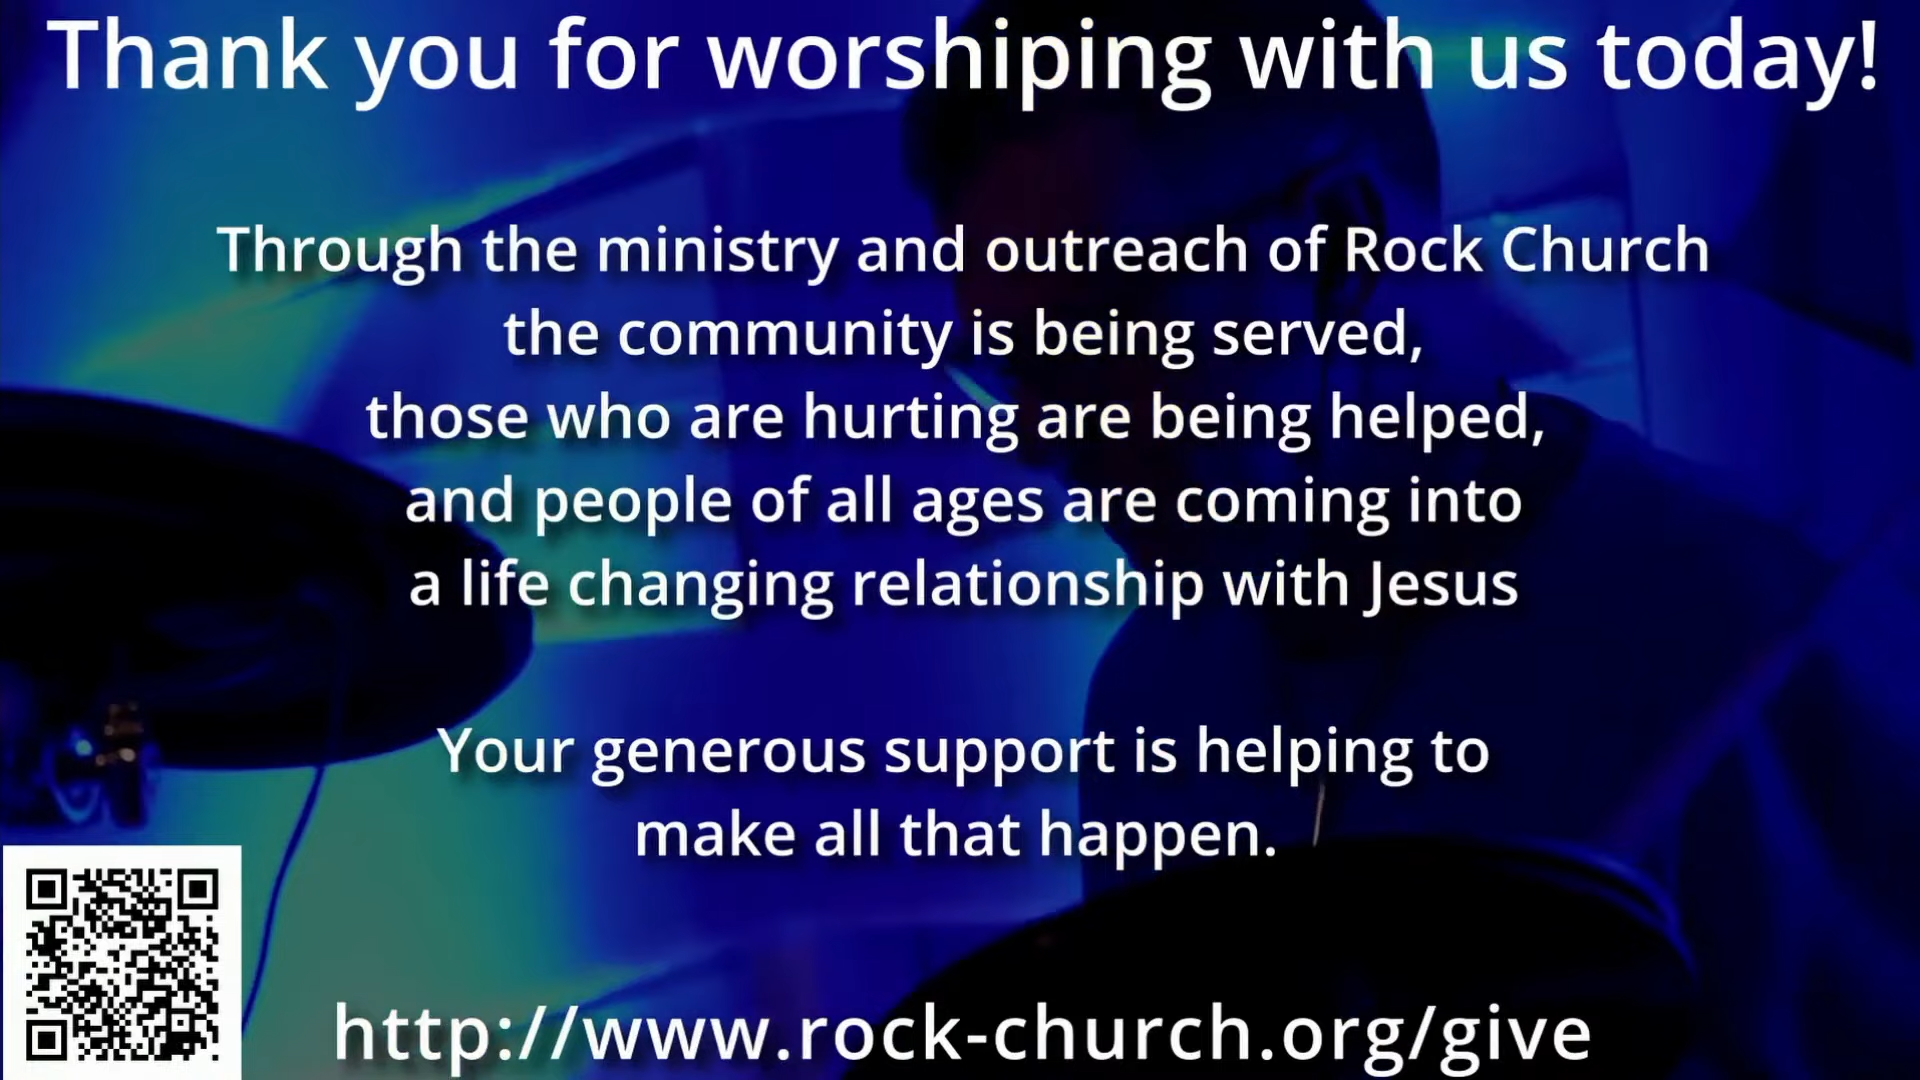 Thank you for worshiping with us today!
Through the ministry and outreach of Rock Church
the community is being served,
those who are hurting are being helped,
and people of all ages are coming into
a life changing relationship with Jesus
Your generous support is helping to
make all that happen.
http://www.rock-church.org/give